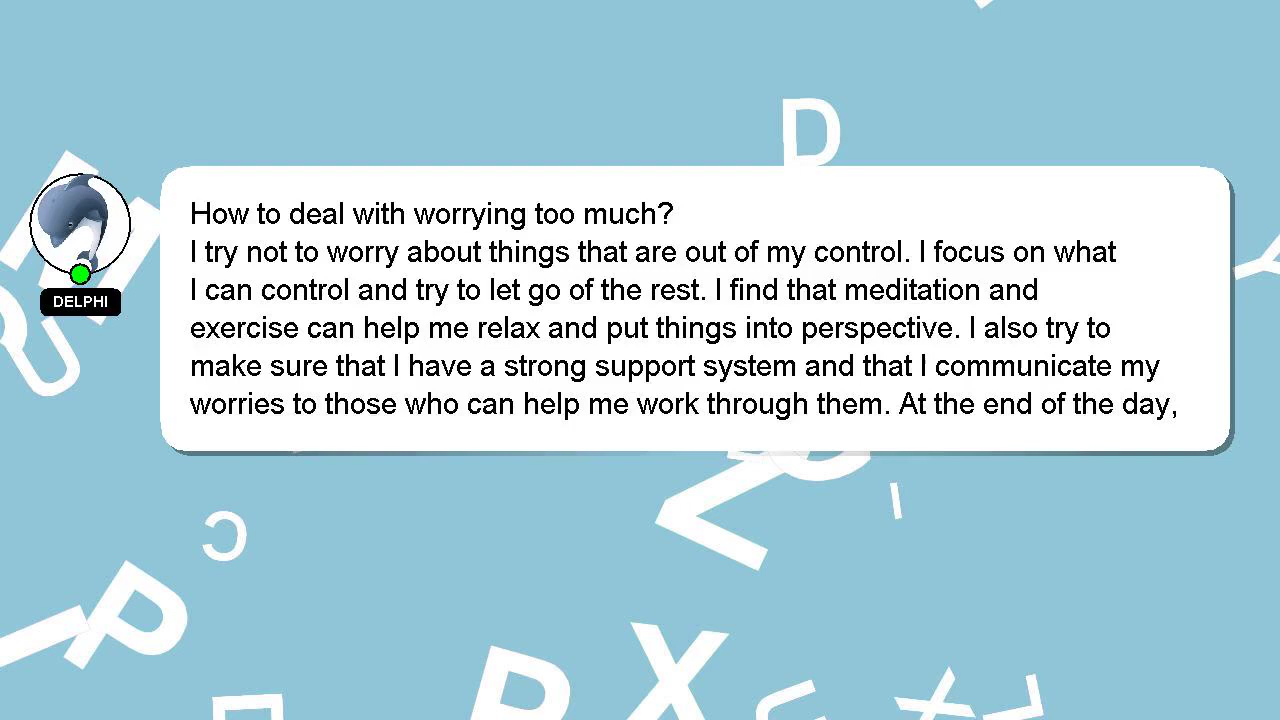 D
How to deal with worrying too much?
I try not to worry about things that are out of my control. I focus on what
I can control and try to let go of the rest. I find that meditation and
exercise can help me relax and put things into perspective. I also try to
make sure that I have a strong support system and that I communicate my
worries to those who can help me work through them. At the end of the day,
DELPHI
U
Z
I
C
P
P
X
U
X